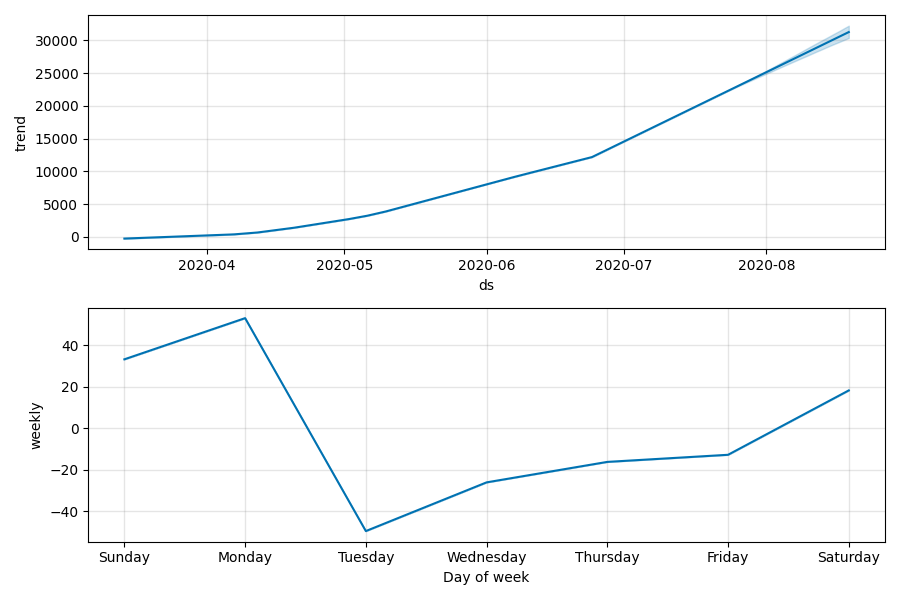 30000
25000
20000
15000
10000
5000
0
trend
2020-04 2020-05 2020-06 2020-07 2020-08
ds
40
20
0
−20
−40
weekly
Sunday Monday Tuesday Wednesday Thursday Friday Saturday
Day of week